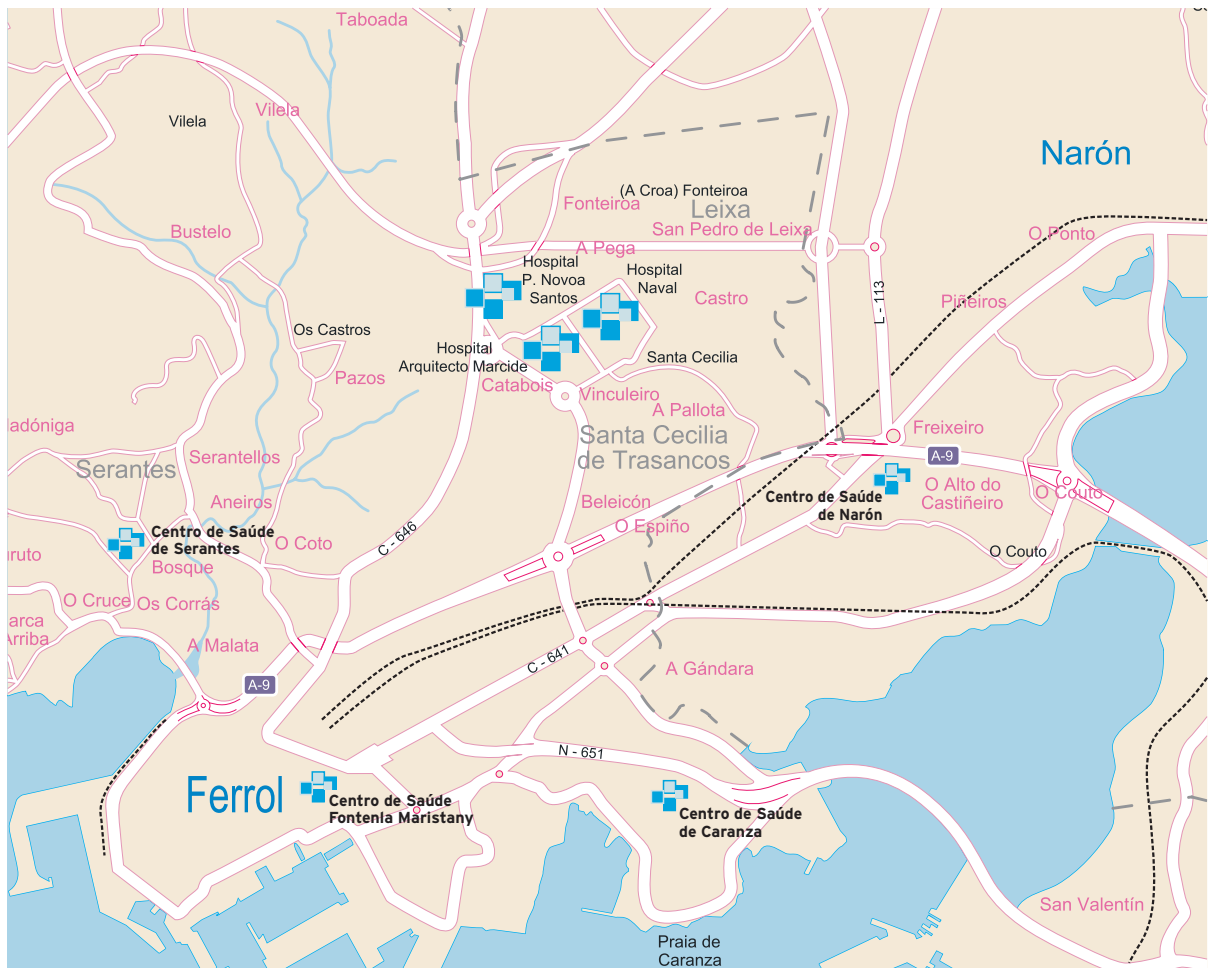 Taboada
Vilela
Vilela
Narón
(A Croa) Fonteiroa
Fonteiroa
Leixa
San Pedro de Leixa
Bustelo
O Ponto
A Pega
Hospital
P. Novoa
Santos
Hospital
Naval
Castro
L - 113
Piñeiros
Os Castros
Hospital
Arquitecto Marcide
Santa Cecilia
Pazos
Catabois
Vinculeiro
A Pallota
adóniga
Freixeiro
Santa Cecilia
de Trasancos
Serantellos
Serantes
A-9
O Alto do
Castiñeiro
O Couto
Centro de Saúde
de Narón
Aneiros
Beleicón
O Espiño
Centro de Saúde
de Serantes
C - 646
O Coto
O Couto
uruto
Bosque
O Cruce
Os Corrás
arca
Arriba
A Malata
C - 641
A Gándara
A-9
N - 651
Ferrol
Centro de Saúde
Fontenla Maristany
Centro de Saúde
de Caranza
San Valentín
Praia de
Caranza